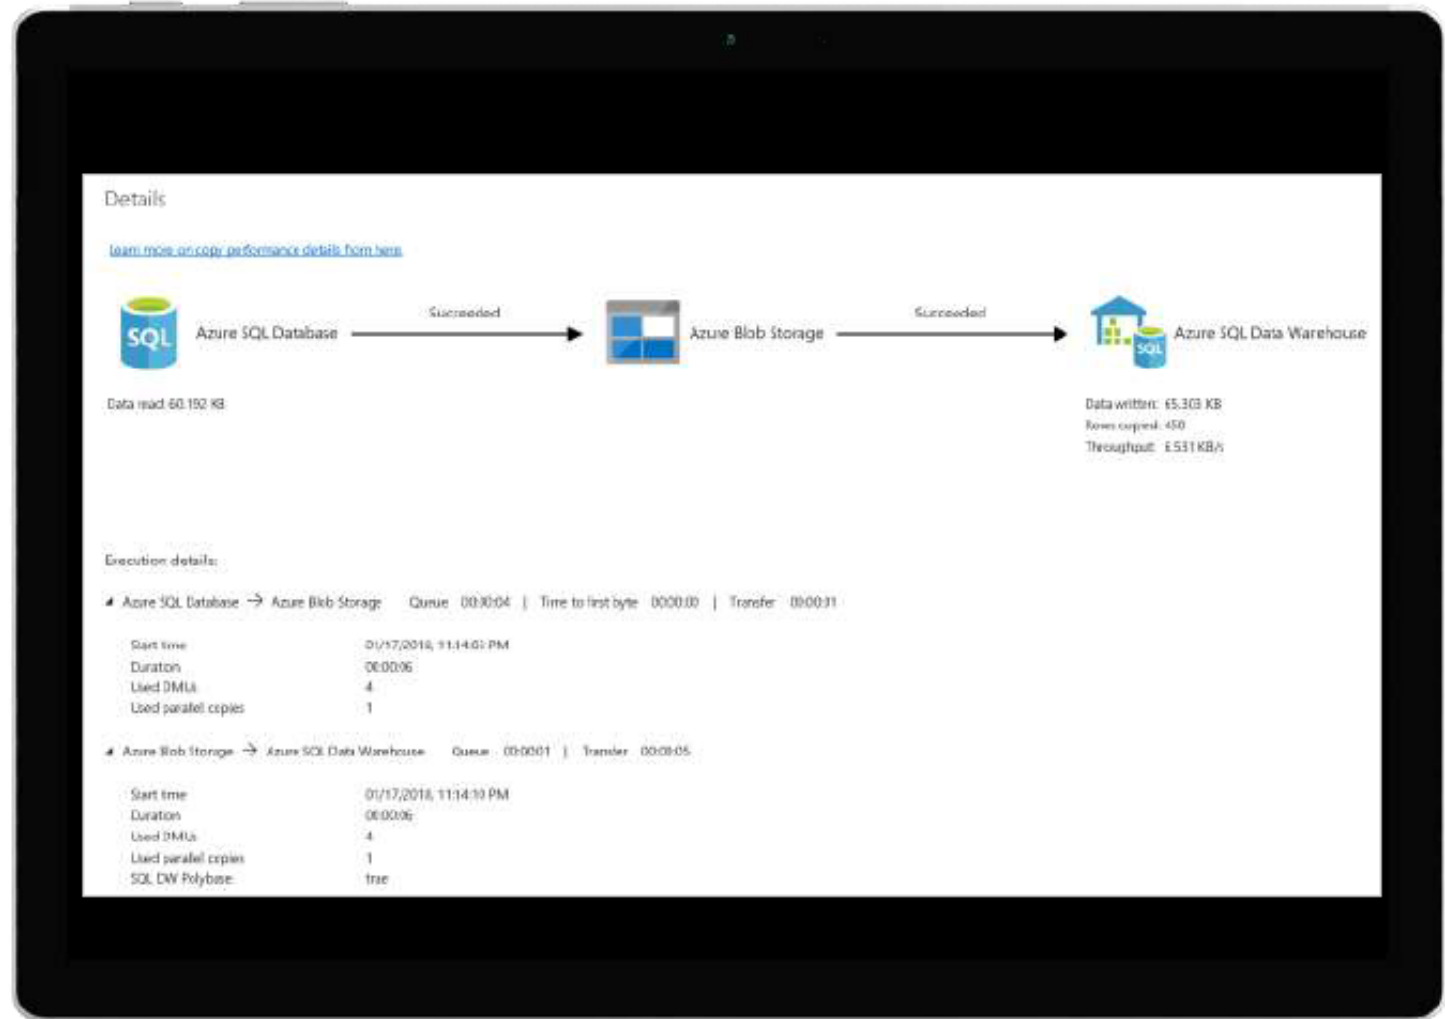 Details
Learn more on copy performance details from here.
Succeeded
Succeeded
SQL
Azure SQL Database
Azure Blob Storage
SQL
Azure SQL Data Warehouse
Data read: 60.192 KB
Data written: 65.303 KB
Rows copied: 450
Throughput: 6.531 KB/s
Execution details:
Azure SQL Database → Azure Blob Storage Queue 00:00:04 | Time to first byte 00:00:00 | Transfer 00:00:01
Start time 01/17/2018, PM
Duration 00:00:06
Used DMUs 4
Used parallel copies 1
Azure Blob Storage → Azure SQL Data Warehouse Queue 00:00:01 | Transfer 00:00:05
Start time 01/17/2018, 11:14:10 PM
Duration 00:00:06
Used DMUs 4
Used parallel copies 1
SQL DW Polybase true